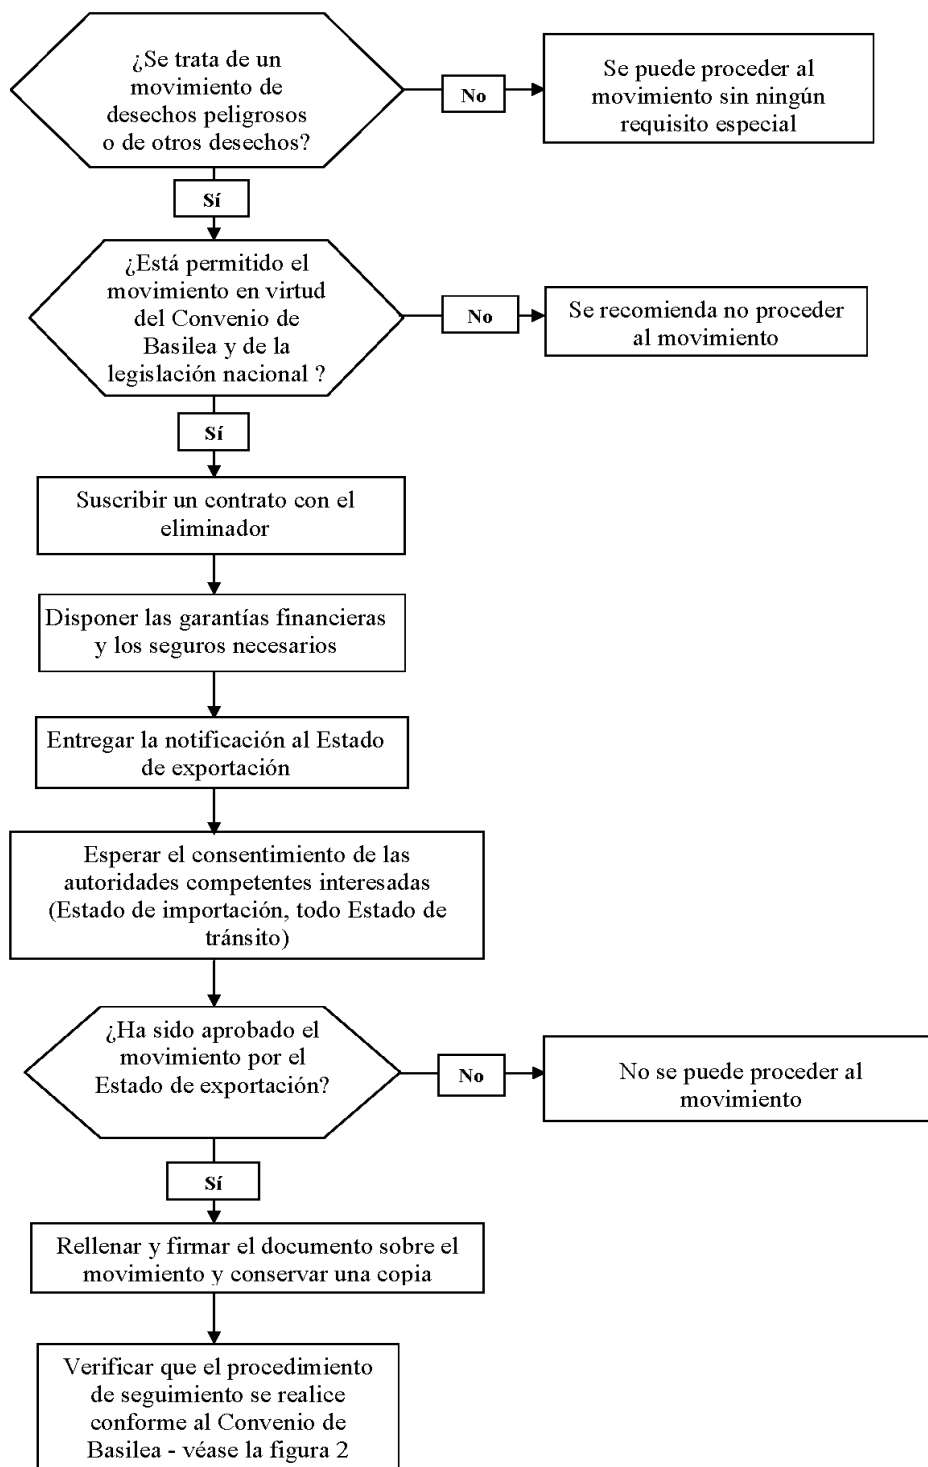 ¿Se trata de un
movimiento de
desechos peligrosos
o de otros desechos?
No
Se puede proceder al
movimiento sin ningún
requisito especial
Sí
¿Está permitido el
movimiento en virtud
del Convenio de
Basilea y de la
legislación nacional ?
No
Se recomienda no proceder
al movimiento
Sí
Suscribir un contrato con el
eliminador
Disponer las garantías financieras
y los seguros necesarios
Entregar la notificación al Estado
de exportación
Esperar el consentimiento de las
autoridades competentes interesadas
(Estado de importación, todo Estado de
tránsito)
¿Ha sido aprobado el
movimiento por el
Estado de exportación?
No
No se puede proceder al
movimiento
Sí
Rellenar y firmar el documento sobre el
movimiento y conservar una copia
Verificar que el procedimiento
de seguimiento se realice
conforme al Convenio de
Basilea - véase la figura 2